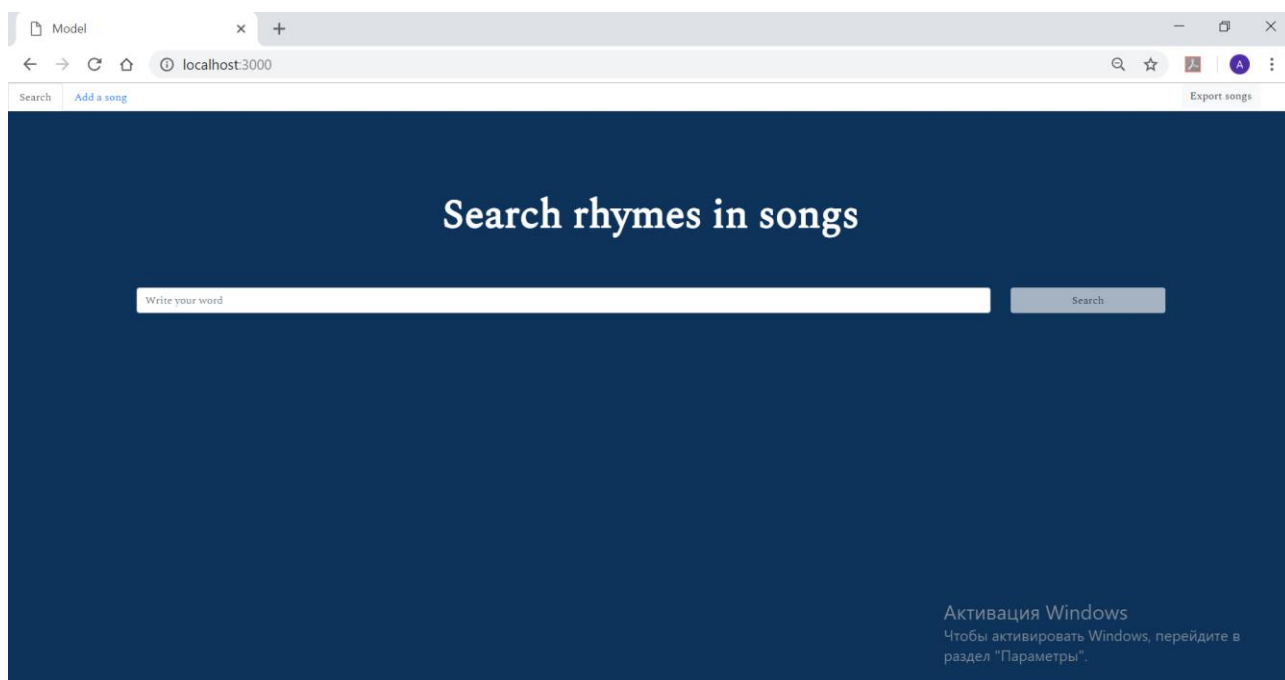 Model
localhost:3000
A
Search Add a song Export songs
Search rhymes in songs
Write your word Search
Активация Windows
Чтобы активировать Windows, перейдите в
раздел "Параметры".